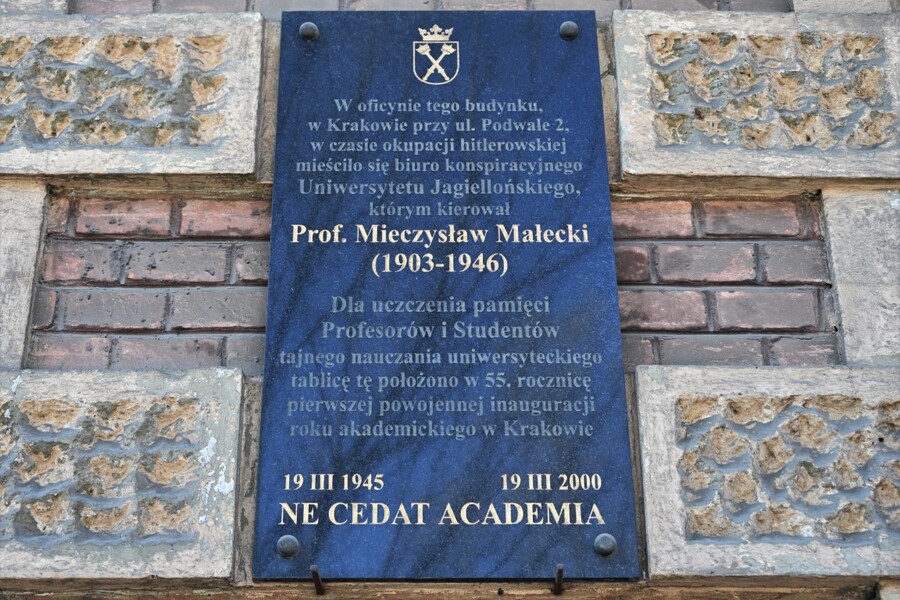 W oficynie tego budynku,
w Krakowie przy ul. Podwale 2,
w czasie okupacji hitlerowskiej
mieściło się biuro konspiracyjnego
Uniwersytetu Jagiellońskiego,
którym kierował
Prof. Mieczysław Małecki
(1903-1946)
Dla uczczenia pamięci
Profesorów i Studentów
tajnego nauczania uniwersyteckiego
tablicę tę położono w 55. rocznicę
pierwszej powojennej inauguracji
roku akademickiego w Krakowie
19 III 1945 19 III 2000
NE CEDAT ACADEMIA